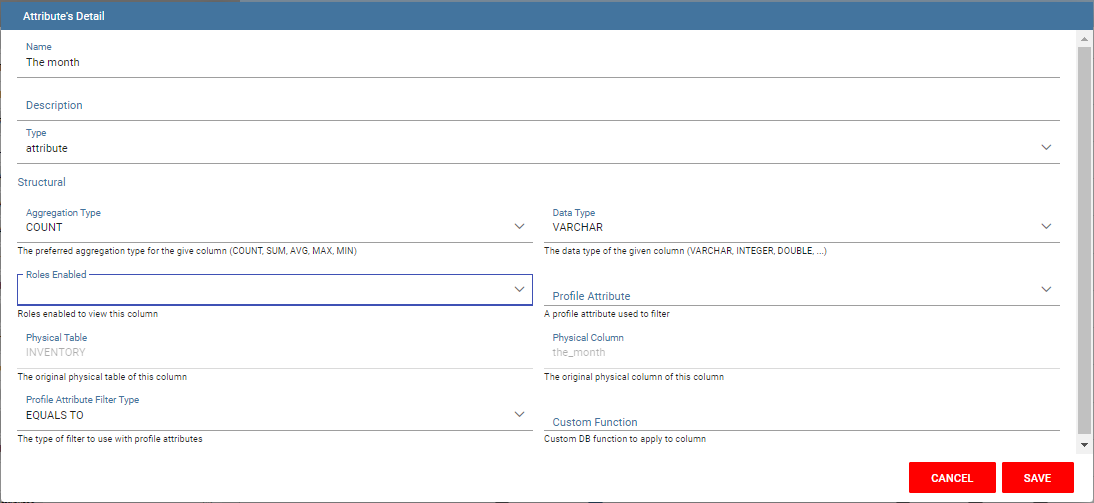 Attribute's Detail
Name
The month
Description
Type
attribute
Structural
Aggregation Type
COUNT
The preferred aggregation type for the give column (COUNT, SUM, AVG, MAX, MIN)
Data Type
VARCHAR
The data type of the given column (VARCHAR, INTEGER, DOUBLE, ...)
Roles Enabled
Roles enabled to view this column
Profile Attribute
A profile attribute used to filter
Physical Table
INVENTORY
The original physical table of this column
Physical Column
the_month
The original physical column of this column
Profile Attribute Filter Type
EQUALS TO
The type of filter to use with profile attributes
Custom Function
Custom DB function to apply to column
CANCEL
SAVE